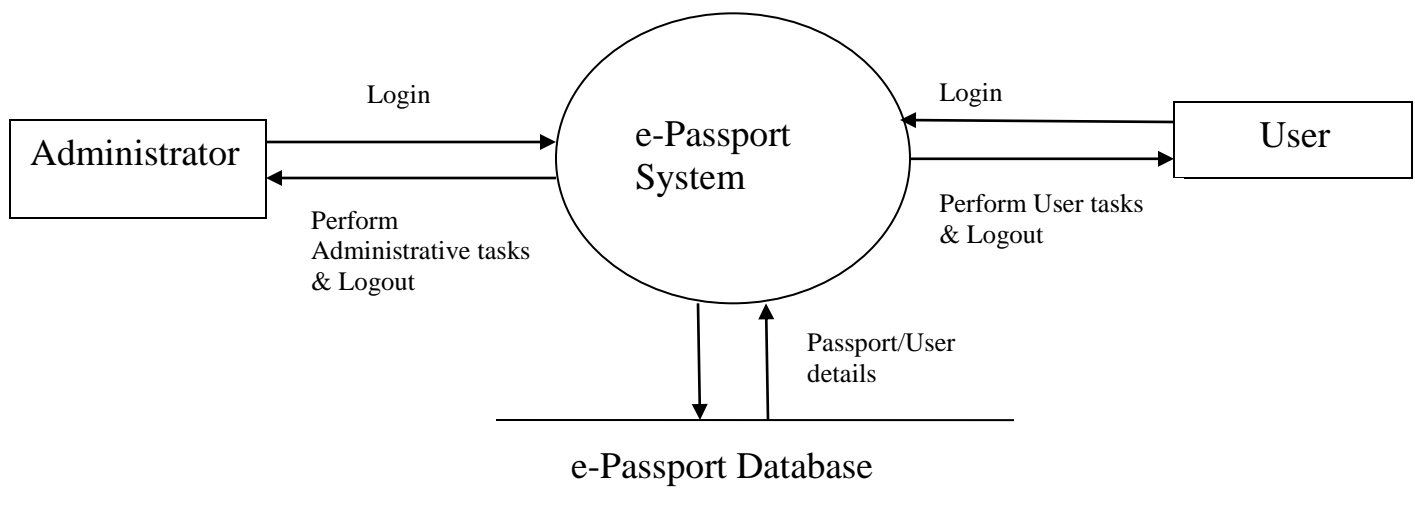 Login
Administrator
Perform
Administrative tasks
& Logout
e-Passport
System
Login
User
Perform User tasks
& Logout
Passport/User
details
e-Passport Database